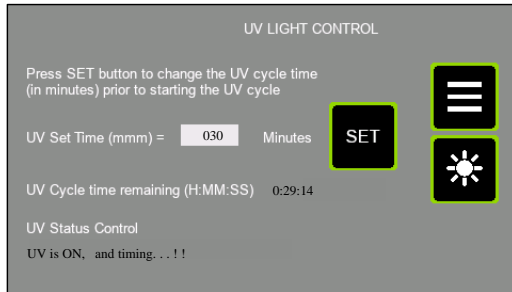 UV LIGHT CONTROL
Press SET button to change the UV cycle time
(in minutes) prior to starting the UV cycle
UV Set Time (mmm) = 030 Minutes SET
UV Cycle time remaining (H:MM:SS) 0:29:14
UV Status Control
UV is ON, and timing. . . ! !